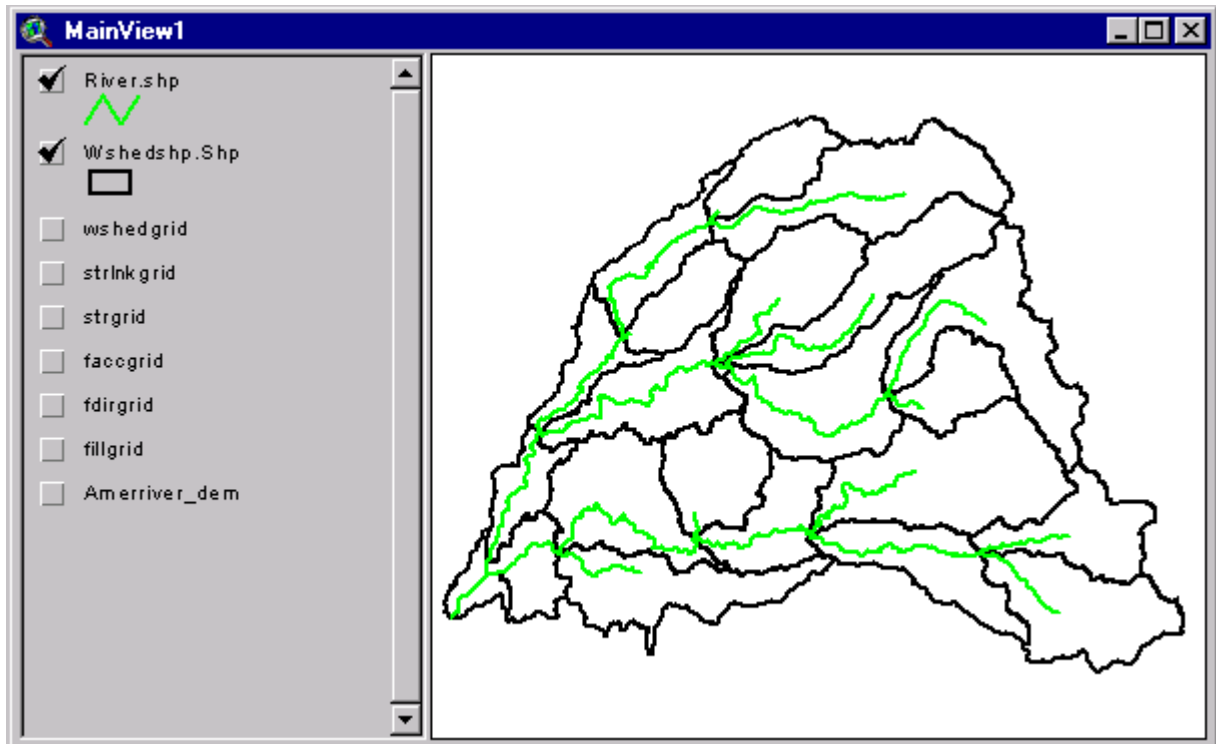 MainView1
River.shp
Wshedshp.Shp
wshedgrid
strlnkgrid
strgrid
faccgrid
fdirgrid
fillgrid
Amerriver_dem